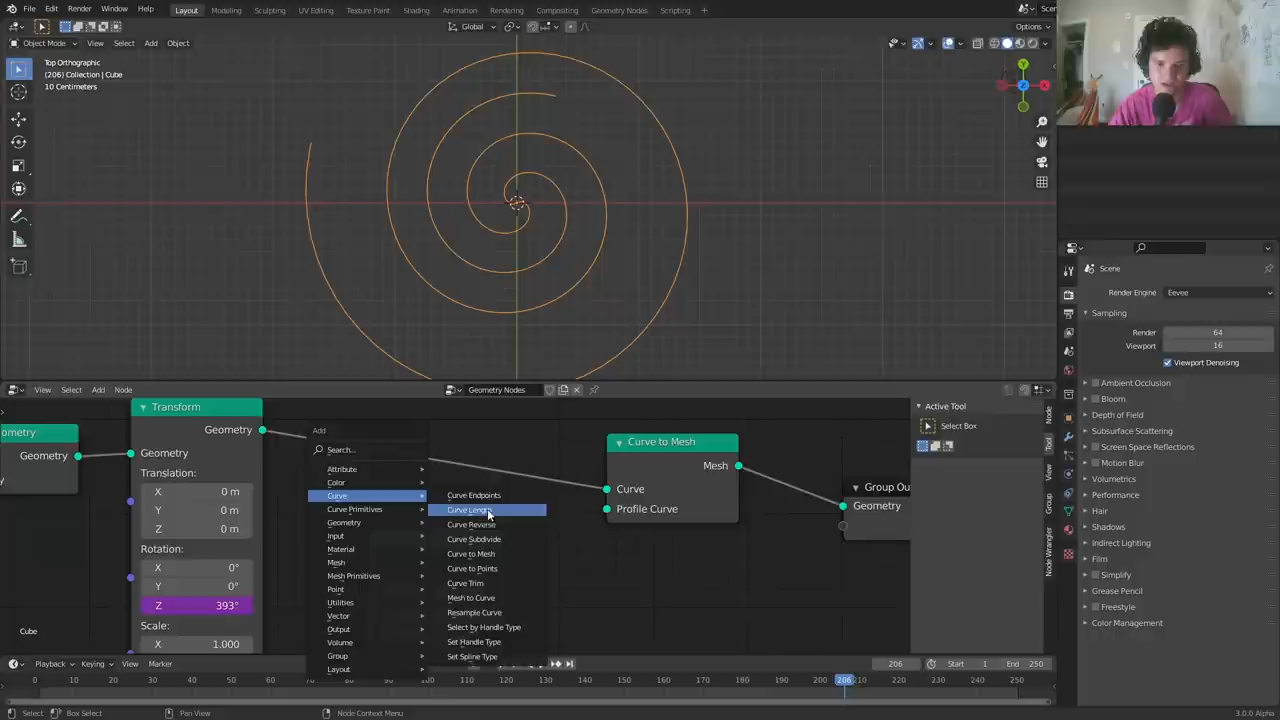 File Edit Render Window Help Layout Modeling Sculpting UV Editing Texture Paint Shading Animation Rendering Compositing Geometry Nodes Scripting +
Global Options
Object Mode View Select Add Object
Top Orthographic
(206) Collection | Cube
10 Centimeters
Y
Z
X
View Select Add Node Geometry Nodes
Transform
Geometry
Geometry
Translation:
X 0 m
Y 0 m
Z 0 m
Rotation:
X 0°
Y 0°
Z 393°
Scale:
X 1.000
ometry
Geometry
Cube
Add
Search...
Attribute
Color
Curve
Curve Primitives
Geometry
Input
Material
Mesh
Mesh Primitives
Point
Utilities
Vector
Output
Volume
Group
Layout
Curve Endpoints
Curve Length
Curve Reverse
Curve Subdivide
Curve to Mesh
Curve to Points
Curve Trim
Mesh to Curve
Resample Curve
Select by Handle Type
Set Handle Type
Set Spline Type
Curve to Mesh
Mesh
Curve
Profile Curve
Group Ou
Geometry
Active Tool
Select Box
Node
Tool
View
Group
Node Wrangler
Scene
Render Engine Eevee
Sampling
Render 64
Viewport 16
Viewport Denoising
Ambient Occlusion
Bloom
Depth of Field
Subsurface Scattering
Screen Space Reflections
Motion Blur
Volumetrics
Performance
Hair
Shadows
Indirect Lighting
Film
Simplify
Grease Pencil
Freestyle
Color Management
Playback Keying View Marker 206 Start 1 End 250
0 10 20 30 40 50 60 70 80 90 100 110 120 130 140 150 160 170 180 190 200 206 210 220 230 240 250
Select Box Select Pan View Node Context Menu 3.0.0 Alpha